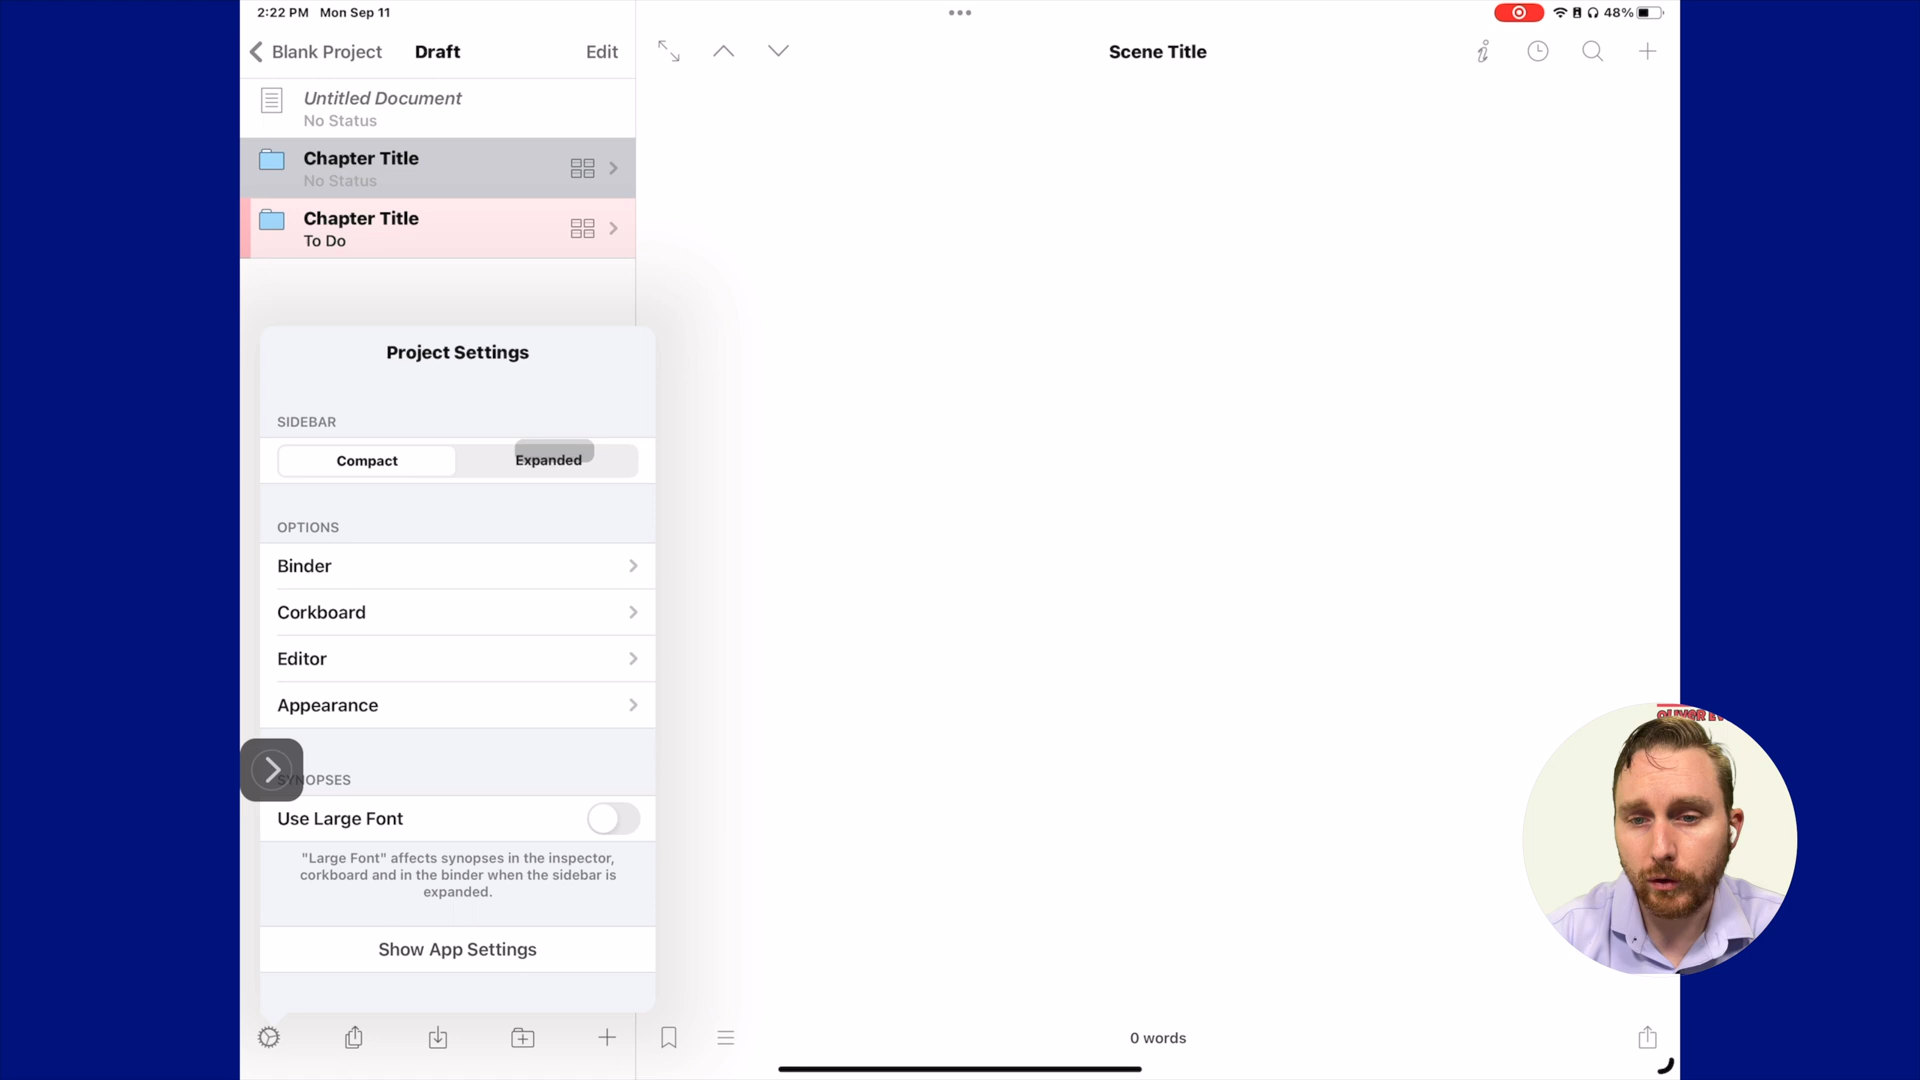 2:22 PM Mon Sep 11
48%
Blank Project
Draft
Edit
Scene Title
Untitled Document
No Status
Chapter Title
No Status
Chapter Title
To Do
Project Settings
SIDEBAR
Compact
Expanded
OPTIONS
Binder
Corkboard
Editor
Appearance
SYNOPSES
Use Large Font
"Large Font" affects synopses in the inspector,
corkboard and in the binder when the sidebar is
expanded.
Show App Settings
0 words